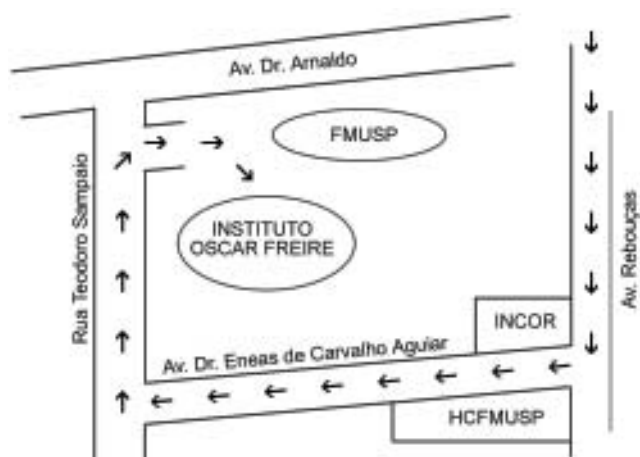 Av. Dr. Arnaldo
FMUSP
Rua Teodoro Sampaio
INSTITUTO
OSCAR FREIRE
Av. Rebouças
INCOR
Av. Dr. Eneas de Carvalho Aguiar
HCFMUSP